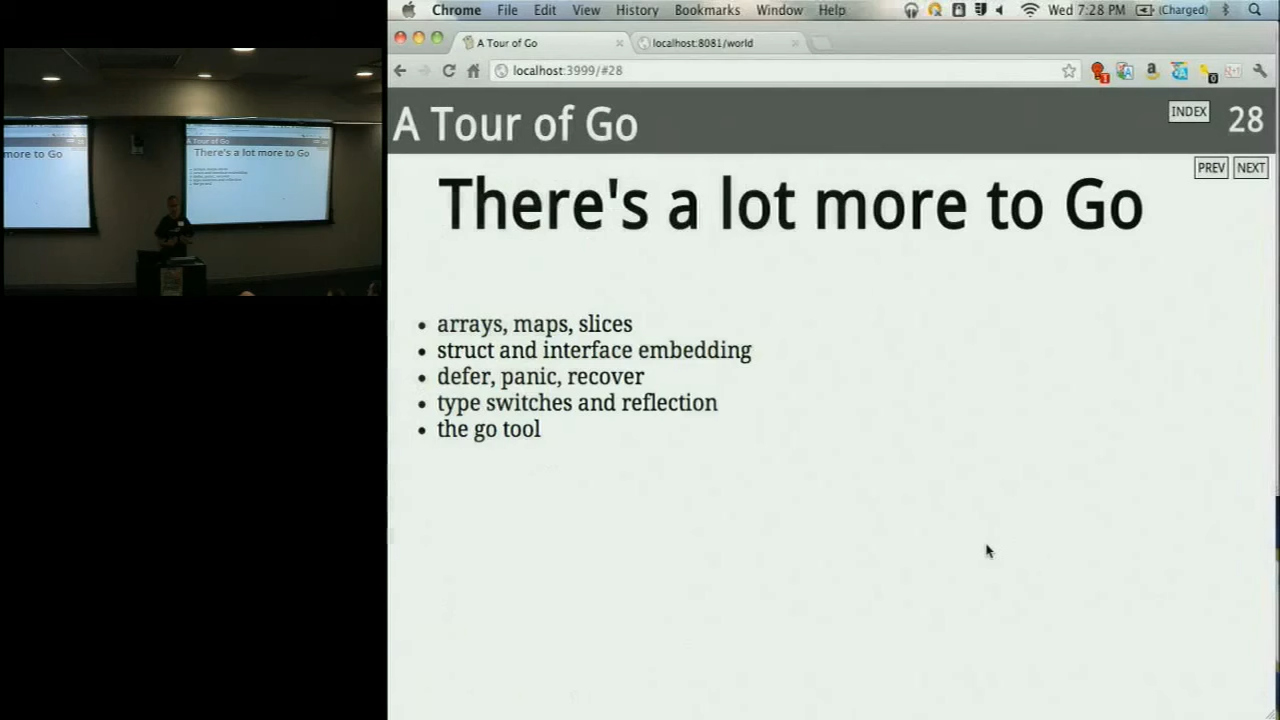 Chrome File Edit View History Bookmarks Window Help Wed 7:28 PM (Charged)
A Tour of Go localhost:8081/world
localhost:3999/#28
A Tour of Go INDEX 28
PREV NEXT
There's a lot more to Go
• arrays, maps, slices
• struct and interface embedding
• defer, panic, recover
• type switches and reflection
• the go tool
A Tour of Go
more to Go
There's a lot more to Go